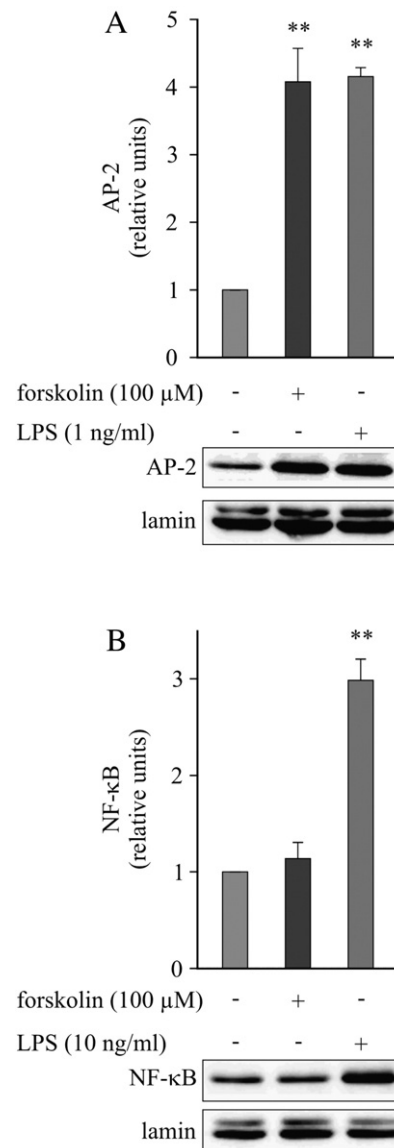 A
5
4
3
2
1
0
AP-2
(relative units)
** **
forskolin (100 µM) - + -
LPS (1 ng/ml) - - +
AP-2
lamin
B
3
2
1
0
NF-κB
(relative units)
**
forskolin (100 µM) - + -
LPS (10 ng/ml) - - +
NF-κB
lamin